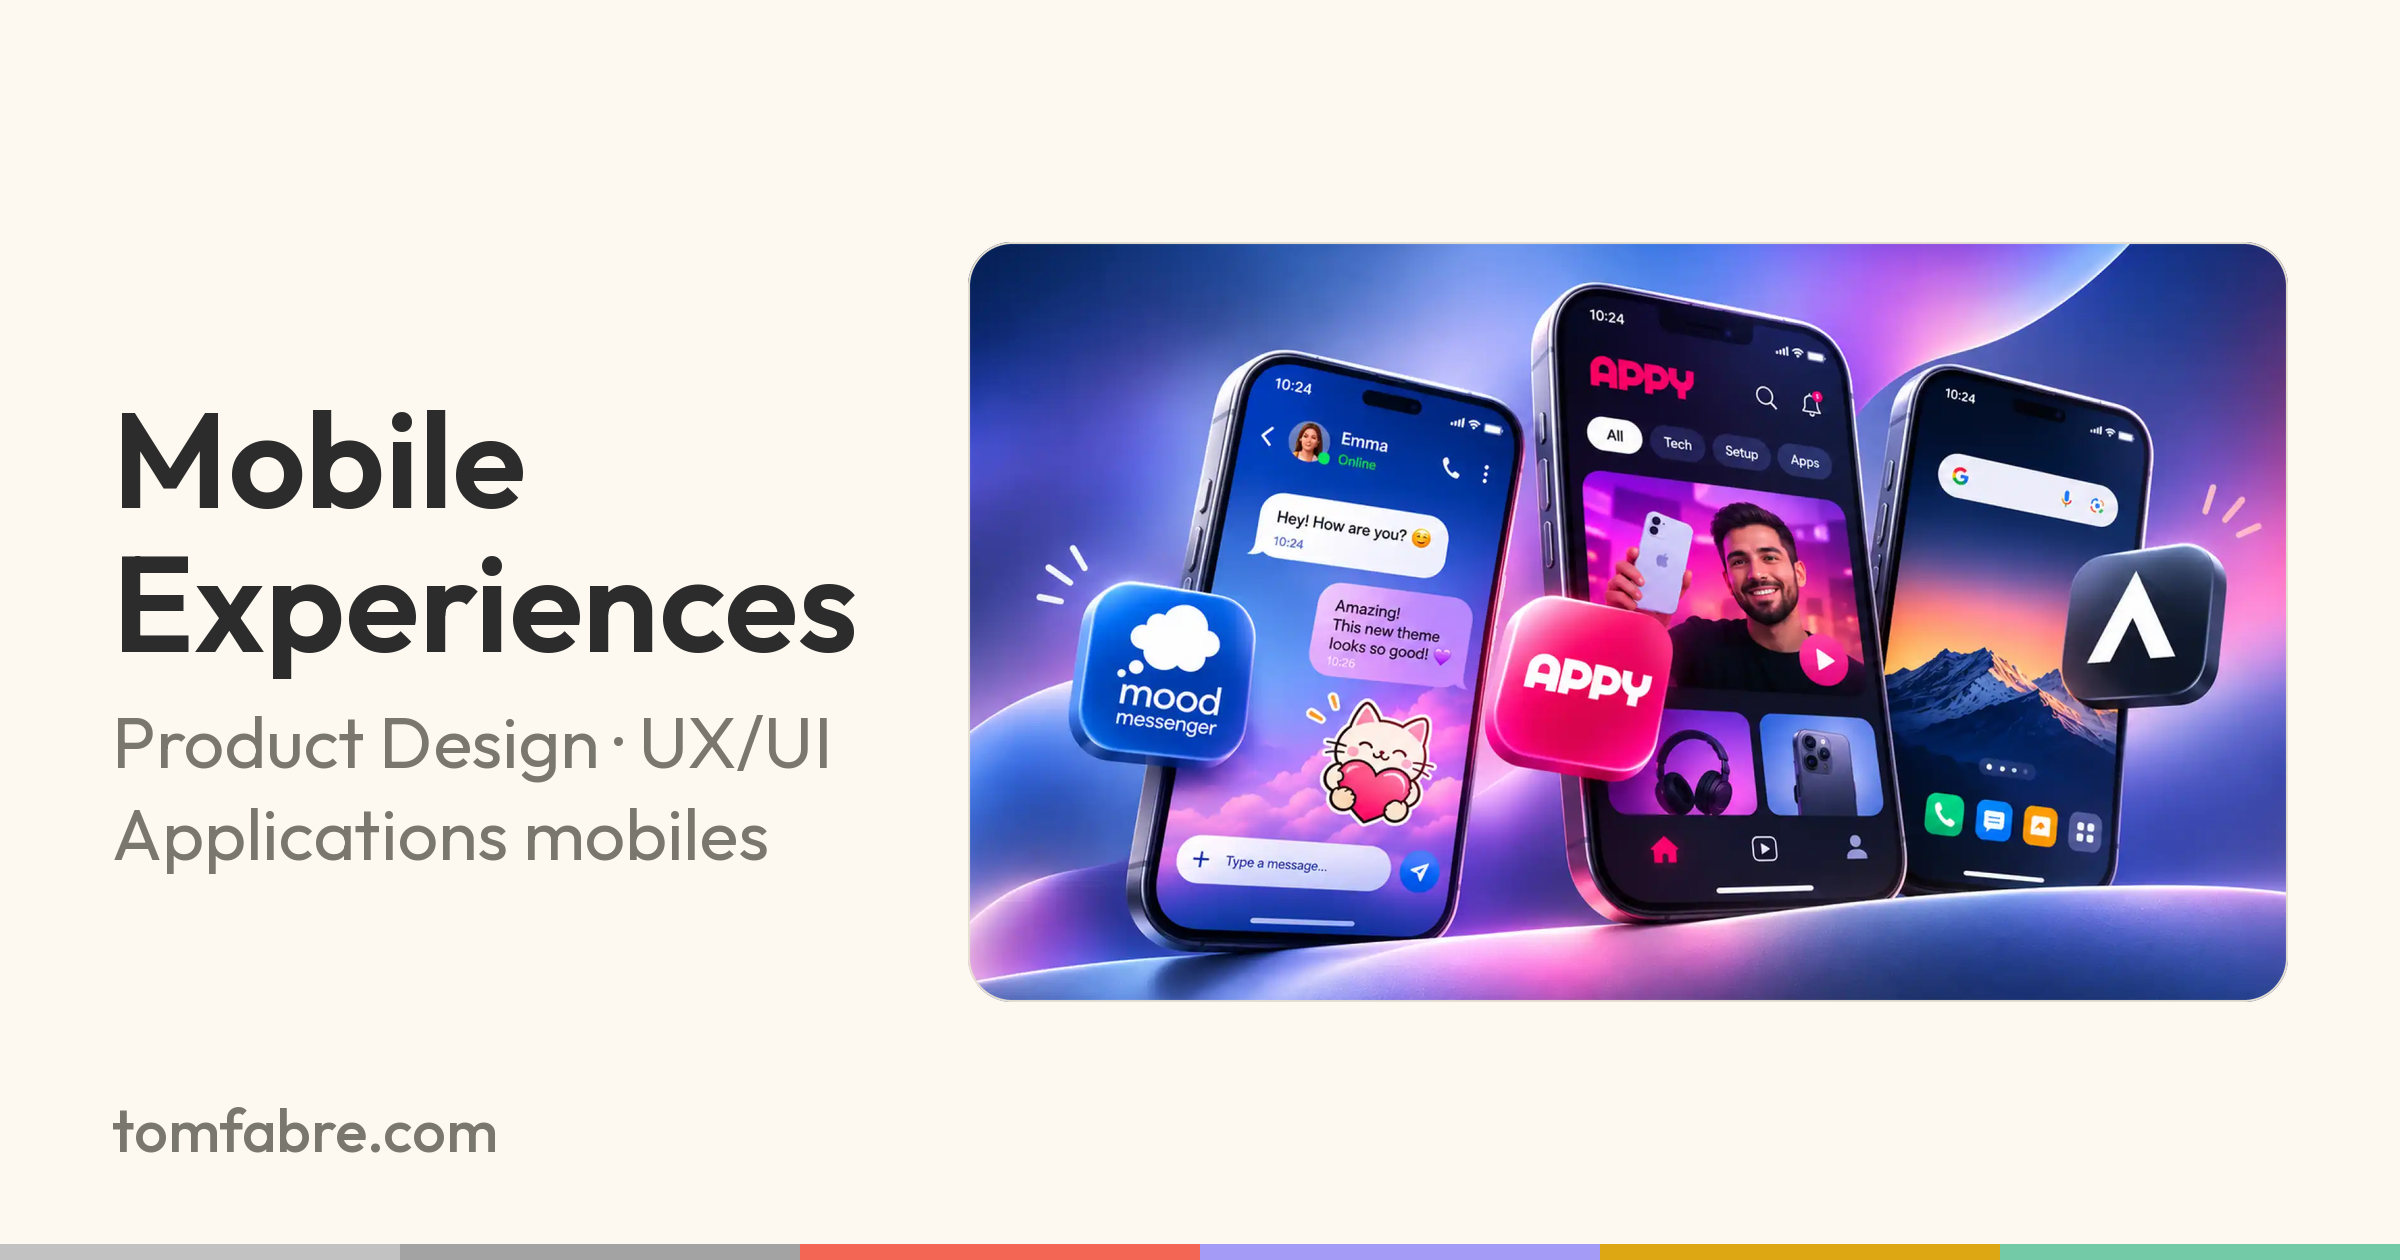 Mobile
Experiences
Product Design · UX/UI
Applications mobiles
tomfabre.com
10:24
Emma
Online
Hey! How are you? 😊
10:24
Amazing!
This new theme
looks so good! 💜
10:26
Type a message...
mood
messenger
10:24
APPY
1
All
Tech
Setup
Apps
APPY
10:24
G